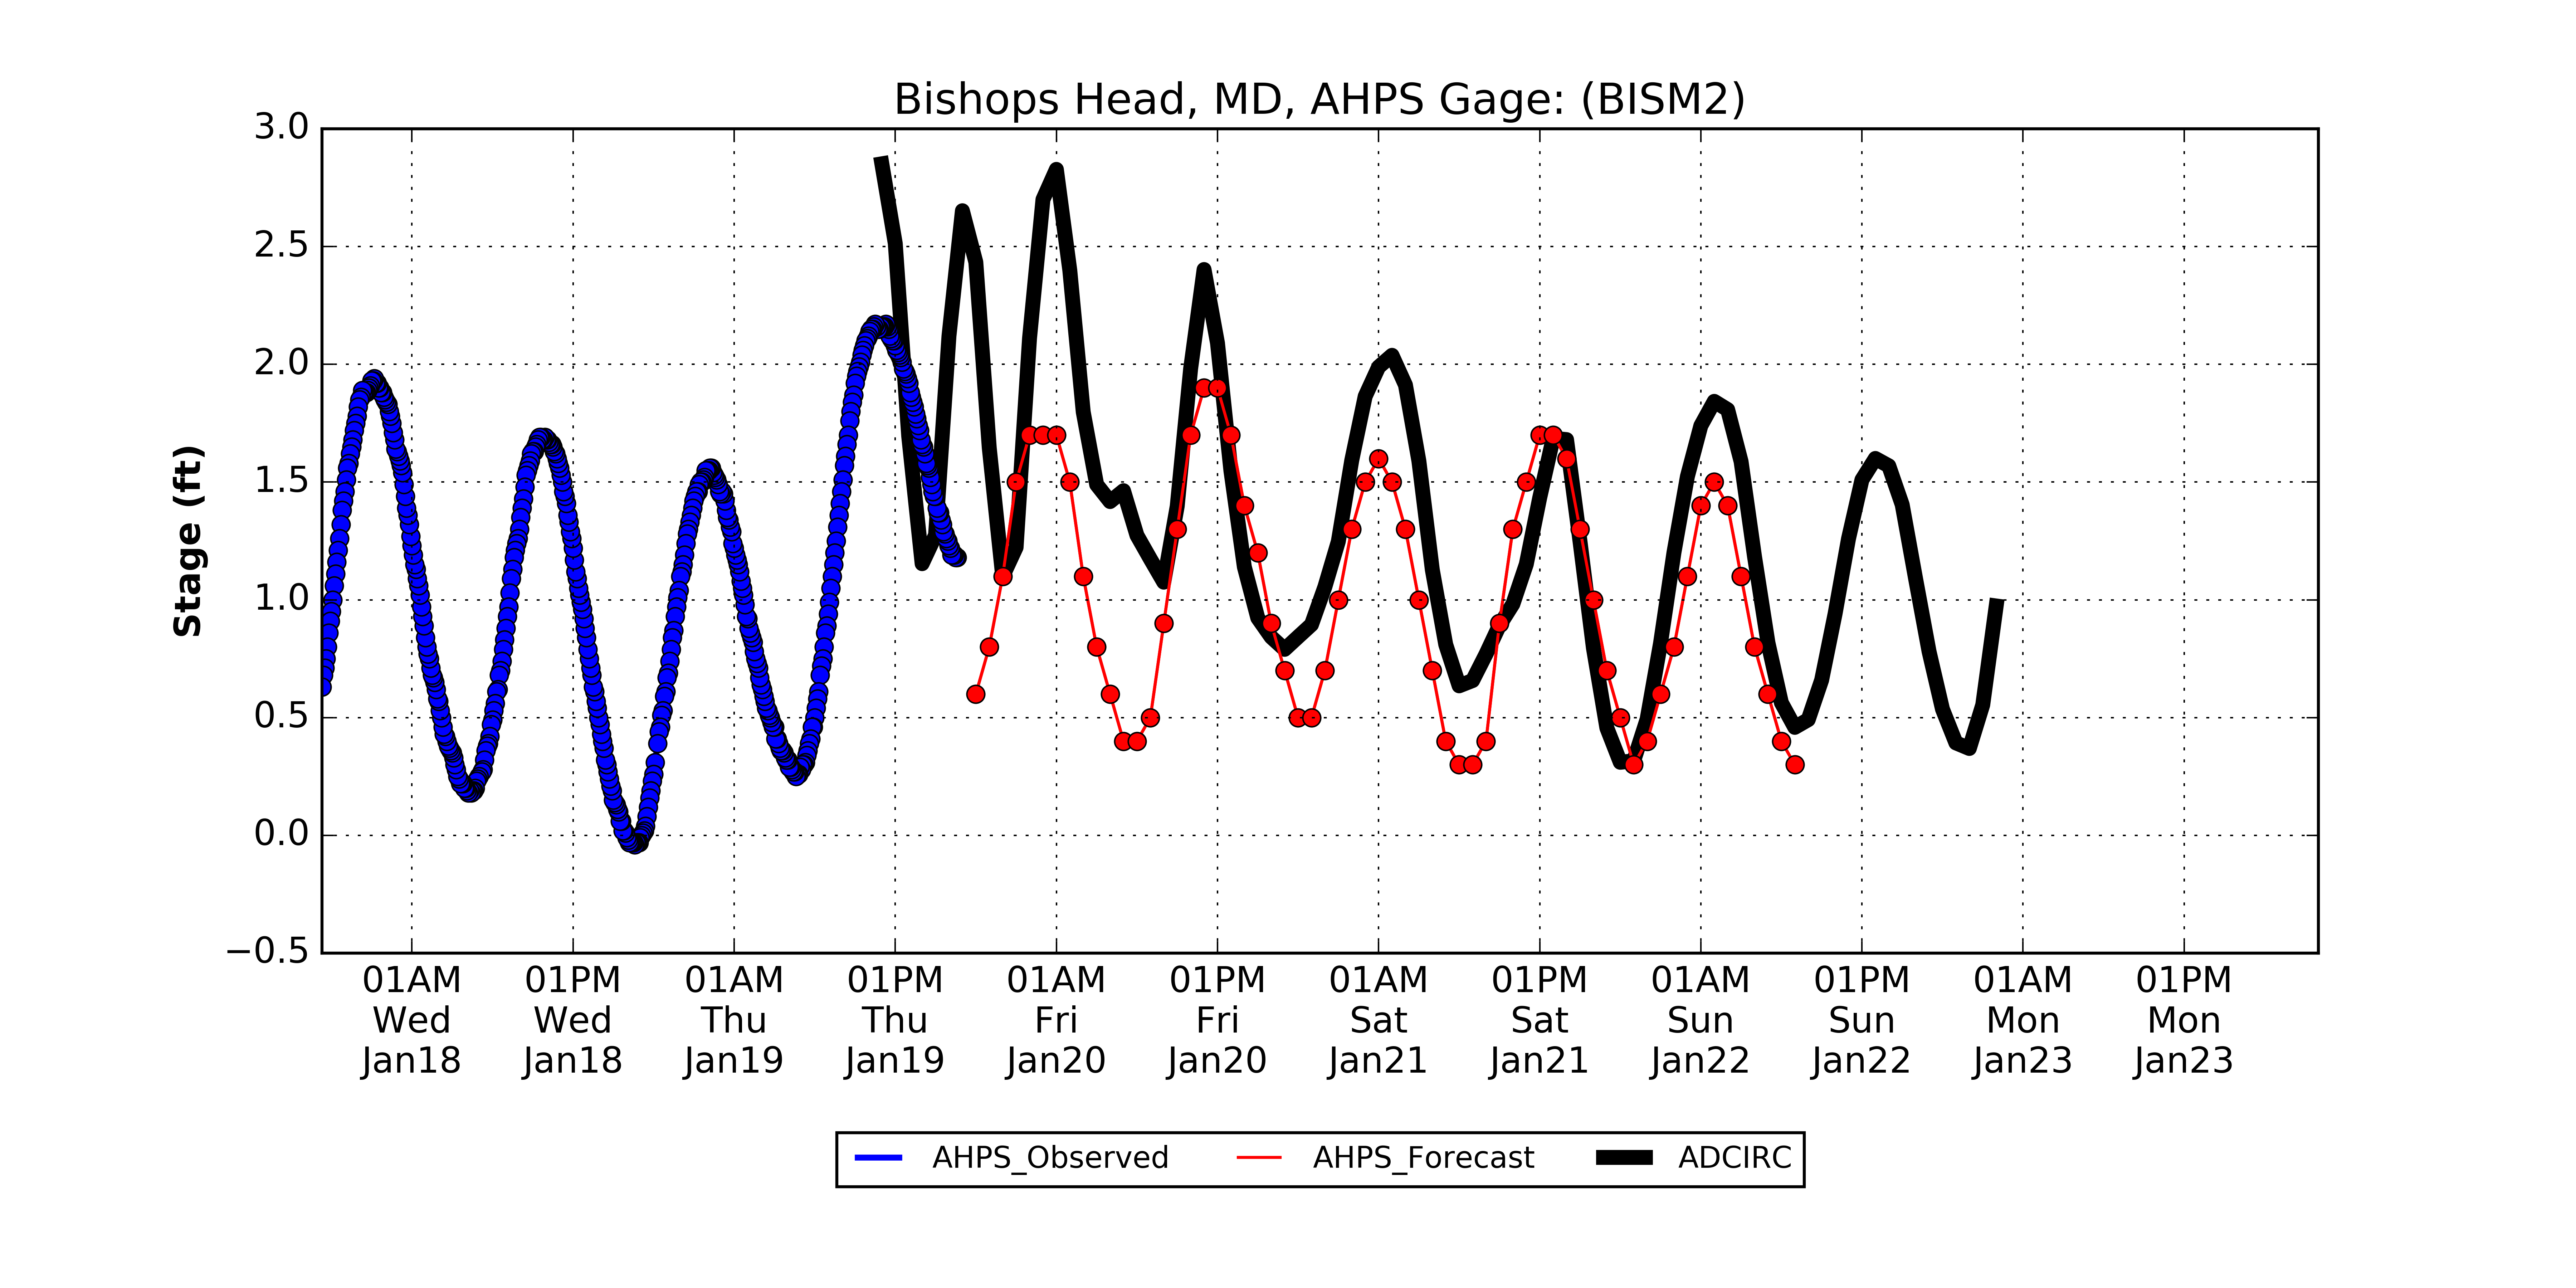 Bishops Head, MD, AHPS Gage: (BISM2)
3.0
2.5
2.0
1.5
1.0
0.5
0.0
−0.5
Stage (ft)
01AM 01PM 01AM 01PM 01AM 01PM 01AM 01PM 01AM 01PM 01AM 01PM
Wed Wed Thu Thu Fri Fri Sat Sat Sun Sun Mon Mon
Jan18 Jan18 Jan19 Jan19 Jan20 Jan20 Jan21 Jan21 Jan22 Jan22 Jan23 Jan23
AHPS_Observed AHPS_Forecast ADCIRC